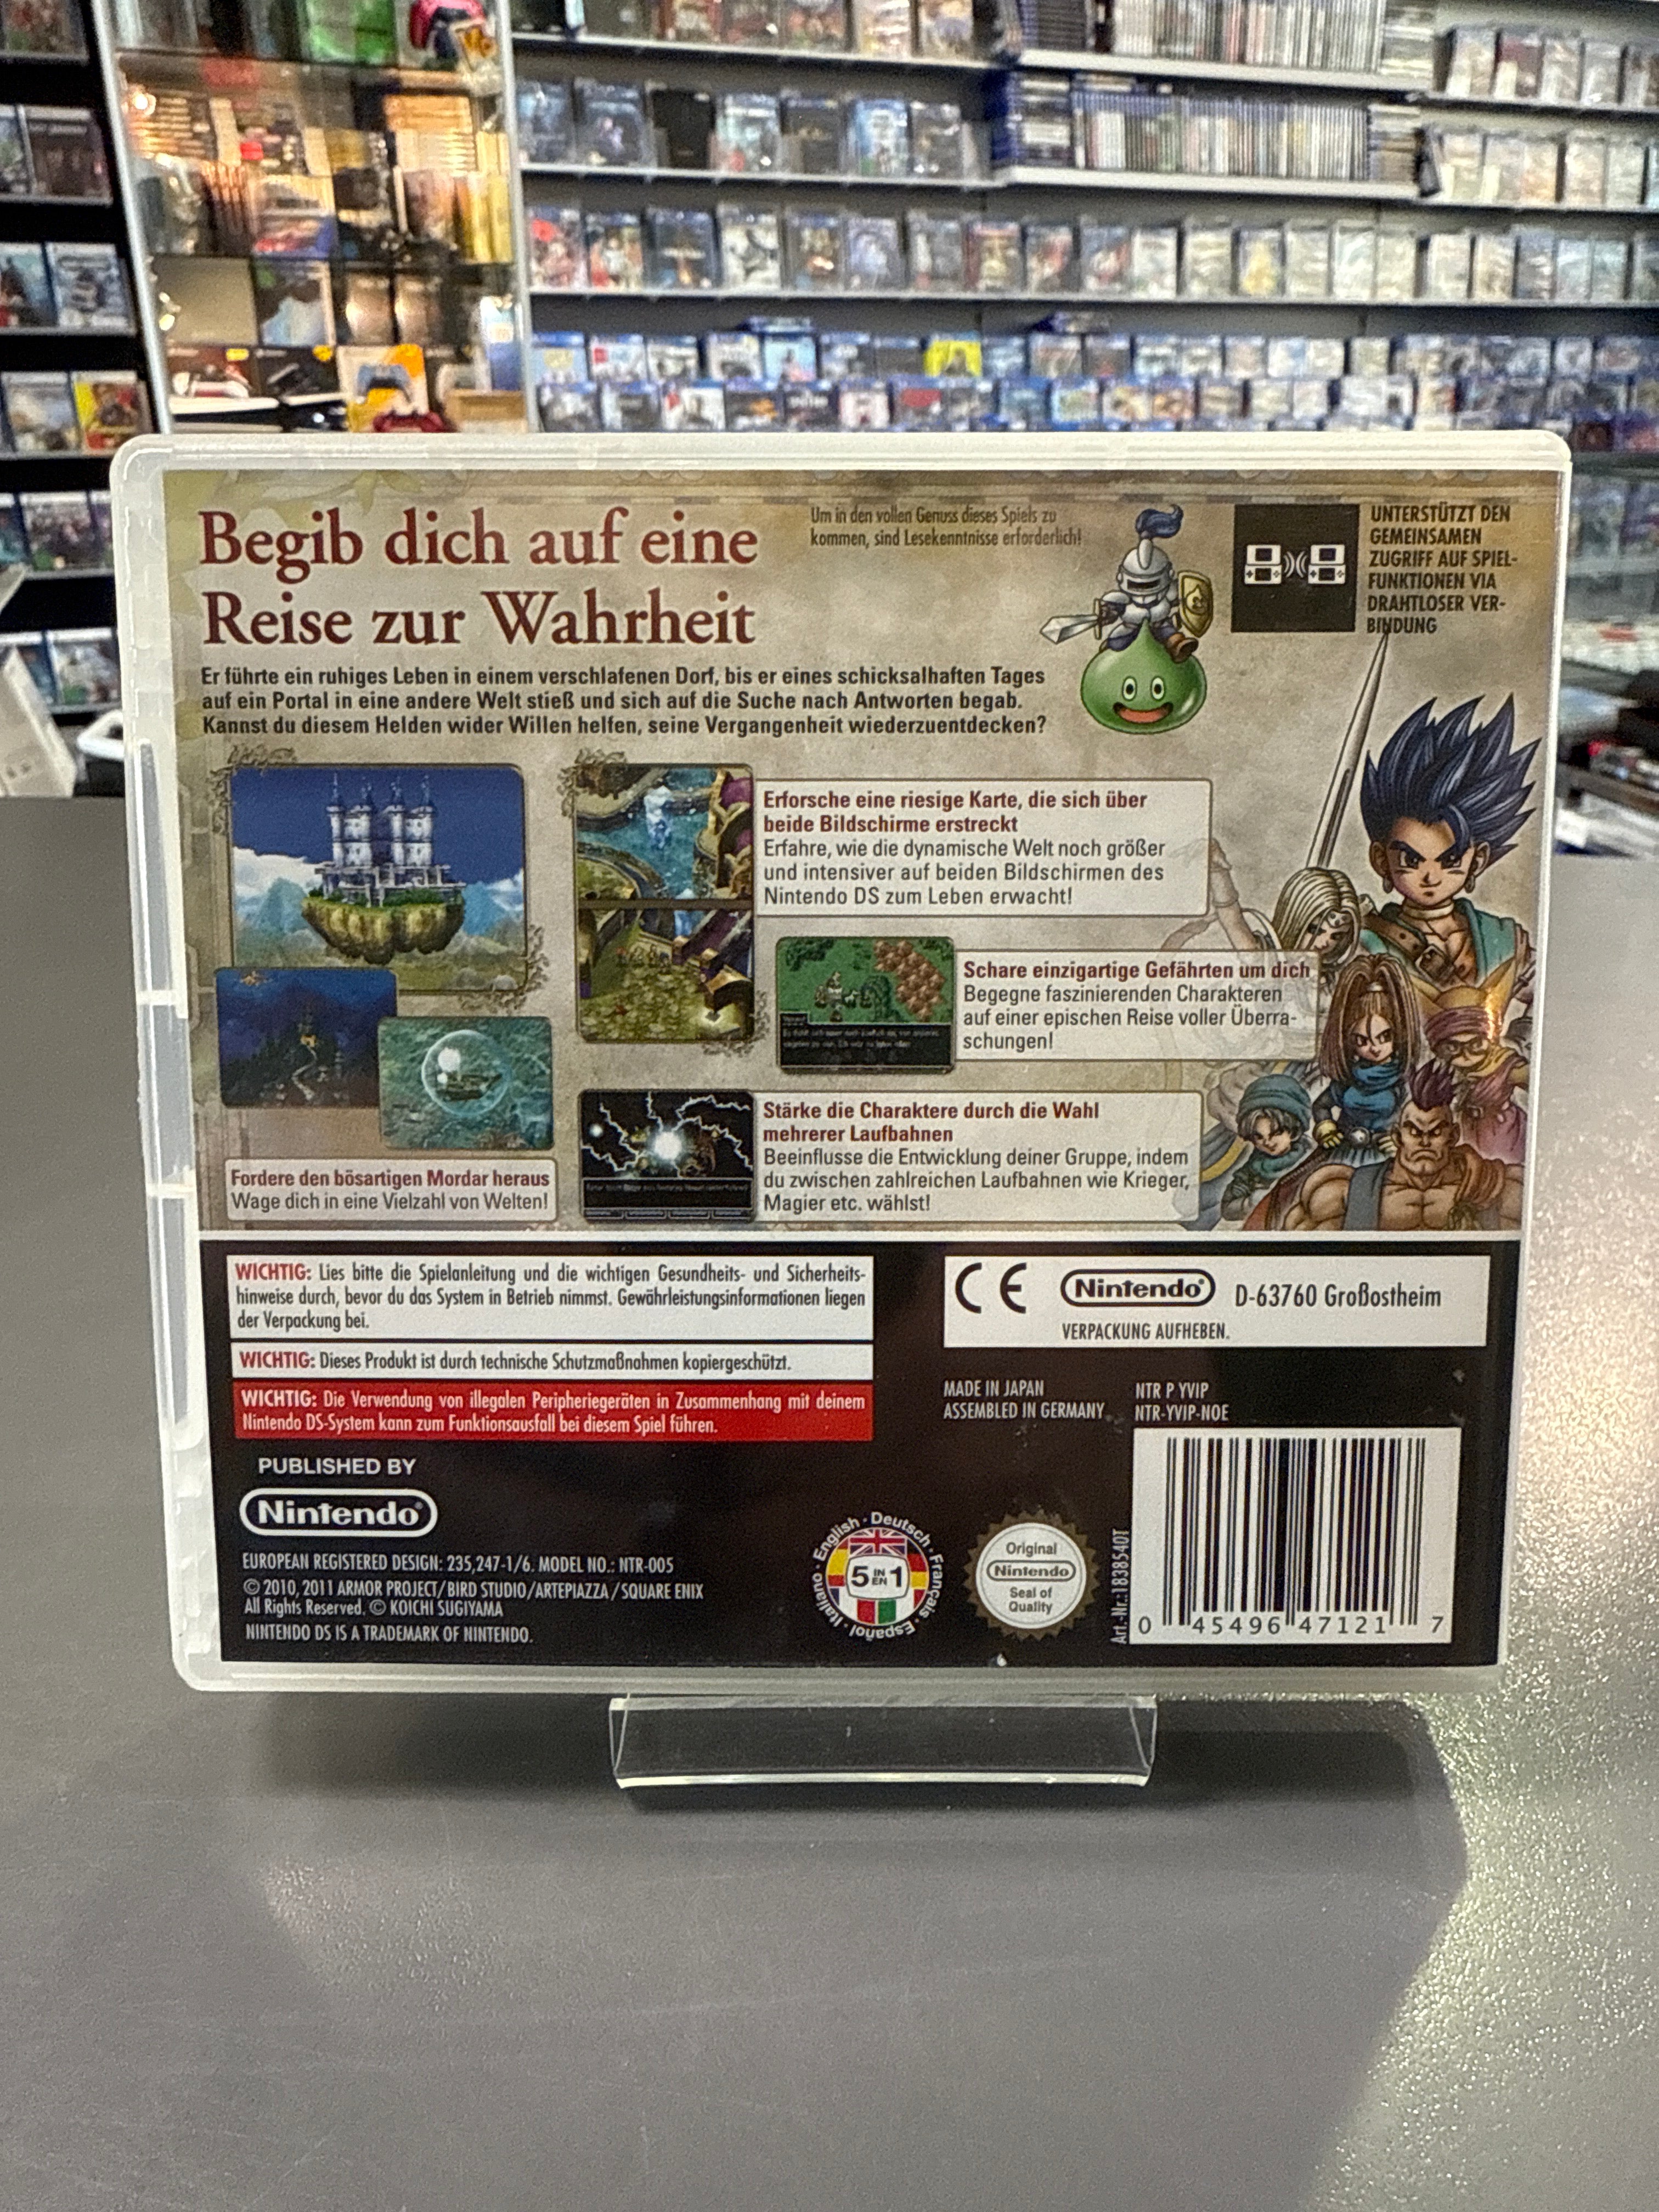 Begib dich auf eine
Reise zur Wahrheit
Um in den vollen Genuss dieses Spiels zu
kommen, sind Lesekenntnisse erforderlich!
UNTERSTÜTZT DEN
GEMEINSAMEN
ZUGRIFF AUF SPIEL-
FUNKTIONEN VIA
DRAHTLOSER VER-
BINDUNG
Er führte ein ruhiges Leben in einem verschlafenen Dorf, bis er eines schicksalhaften Tages
auf ein Portal in eine andere Welt stieß und sich auf die Suche nach Antworten begab.
Kannst du diesem Helden wider Willen helfen, seine Vergangenheit wiederzuentdecken?
Erforsche eine riesige Karte, die sich über
beide Bildschirme erstreckt
Erfahre, wie die dynamische Welt noch größer
und intensiver auf beiden Bildschirmen des
Nintendo DS zum Leben erwacht!
Schare einzigartige Gefährten um dich
Begegne faszinierenden Charakteren
auf einer epischen Reise voller Überra-
schungen!
Stärke die Charaktere durch die Wahl
mehrerer Laufbahnen
Beeinflusse die Entwicklung deiner Gruppe, indem
du zwischen zahlreichen Laufbahnen wie Krieger,
Magier etc. wählst!
Fordere den bösartigen Mordar heraus
Wage dich in eine Vielzahl von Welten!
WICHTIG: Lies bitte die Spielanleitung und die wichtigen Gesundheits- und Sicherheits-
hinweise durch, bevor du das System in Betrieb nimmst. Gewährleistungsinformationen liegen
der Verpackung bei.
WICHTIG: Dieses Produkt ist durch technische Schutzmaßnahmen kopiergeschützt.
WICHTIG: Die Verwendung von illegalen Peripheriegeräten in Zusammenhang mit deinem
Nintendo DS-System kann zum Funktionsausfall bei diesem Spiel führen.
CE Nintendo® D-63760 Großostheim
VERPACKUNG AUFHEBEN.
MADE IN JAPAN
ASSEMBLED IN GERMANY
NTR P YVIP
NTR-YVIP-NOE
PUBLISHED BY
Nintendo®
EUROPEAN REGISTERED DESIGN: 235,247-1/6. MODEL NO.: NTR-005
© 2010, 2011 ARMOR PROJECT/BIRD STUDIO/ARTEPIAZZA/SQUARE ENIX
All Rights Reserved. © KOICHI SUGIYAMA
NINTENDO DS IS A TRADEMARK OF NINTENDO.
English · Deutsch · Français · Español · Italiano
5 IN EN 1
Original
Nintendo
Seal of
Quality
Art.-Nr.:1838540T
0 45496 47121 7